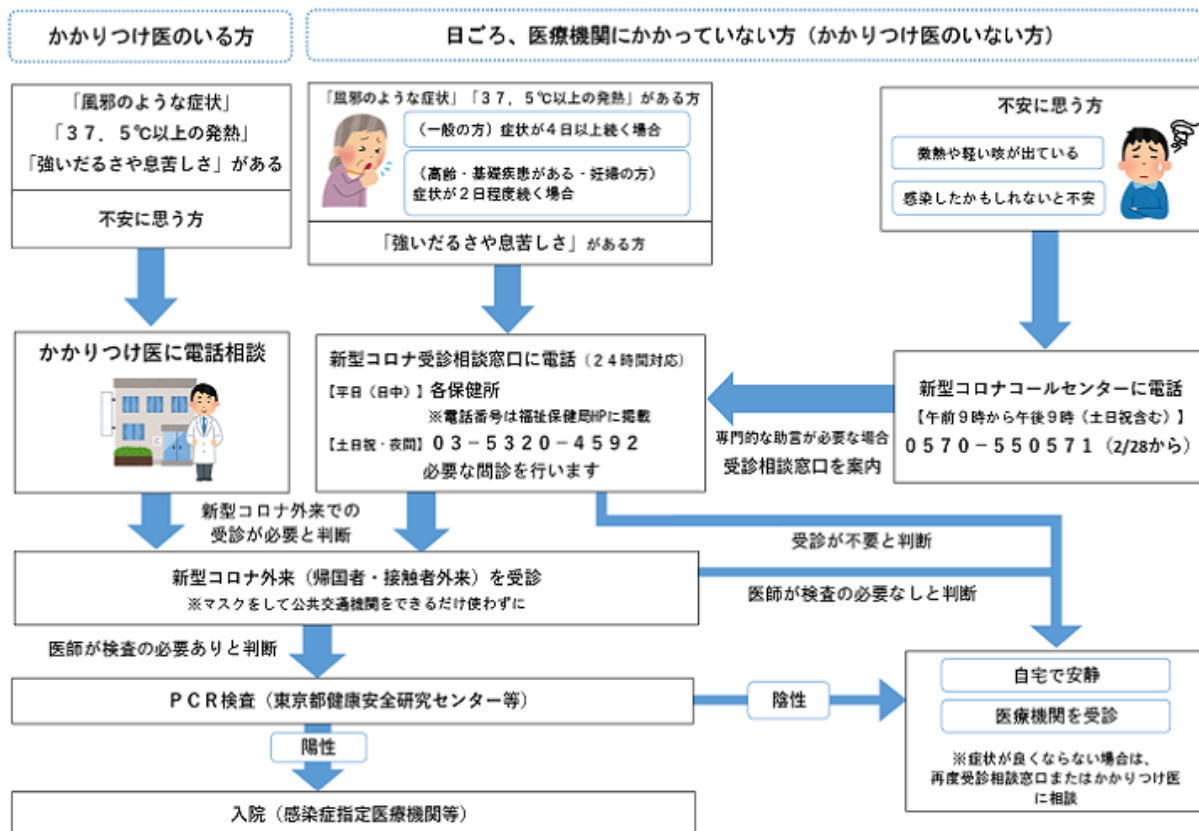 かかりつけ医のいる方
日ごろ、医療機関にかかっていない方（かかりつけ医のいない方）
「風邪のような症状」
「３７．５℃以上の発熱」
「強いだるさや息苦しさ」がある
不安に思う方
「風邪のような症状」「３７．５℃以上の発熱」がある方
（一般の方）症状が４日以上続く場合
（高齢・基礎疾患がある・妊婦の方）
症状が２日程度続く場合
「強いだるさや息苦しさ」がある方
不安に思う方
微熱や軽い咳が出ている
感染したかもしれないと不安
かかりつけ医に電話相談
新型コロナ受診相談窓口に電話（２４時間対応）
【平日（日中）】各保健所
※電話番号は福祉保健局HPに掲載
【土日祝・夜間】０３－５３２０－４５９２
必要な問診を行います
専門的な助言が必要な場合
受診相談窓口を案内
新型コロナコールセンターに電話
【午前９時から午後９時（土日祝含む）】
０５７０－５５０５７１（2/28から）
新型コロナ外来での
受診が必要と判断
受診が不要と判断
新型コロナ外来（帰国者・接触者外来）を受診
※マスクをして公共交通機関をできるだけ使わずに
医師が検査の必要なしと判断
医師が検査の必要ありと判断
ＰＣＲ検査（東京都健康安全研究センター等）
陰性
陽性
入院（感染症指定医療機関等）
自宅で安静
医療機関を受診
※症状が良くならない場合は、
再度受診相談窓口またはかかりつけ医
に相談